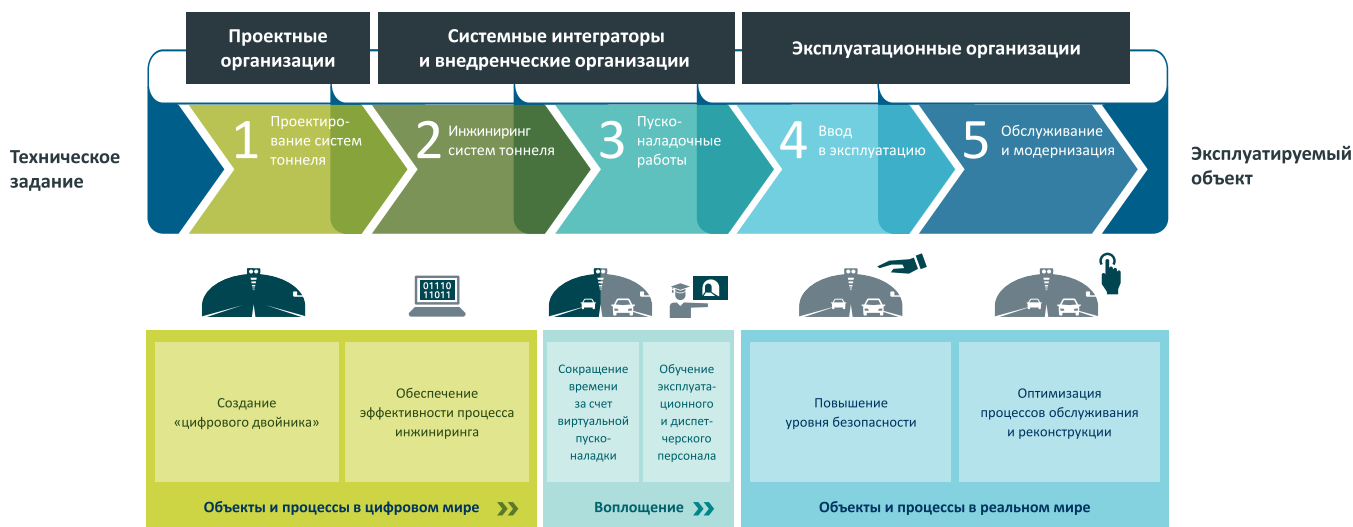 Проектные
организации
Системные интеграторы
и внедренческие организации
Эксплуатационные организации
Техническое
задание
1
Проектиро-
вание систем
тоннеля
2
Инжиниринг
систем тоннеля
3
Пуско-
наладочные
работы
4
Ввод
в эксплуатацию
5
Обслуживание
и модернизация
Эксплуатируемый
объект
01110
11011
Создание
«цифрового двойника»
Обеспечение
эффективности процесса
инжиниринга
Сокращение
времени
за счет
виртуальной
пуско-
наладки
Обучение
эксплуата-
ционного
и диспет-
черского
персонала
Повышение
уровня безопасности
Оптимизация
процессов обслуживания
и реконструкции
Объекты и процессы в цифровом мире
Воплощение
Объекты и процессы в реальном мире